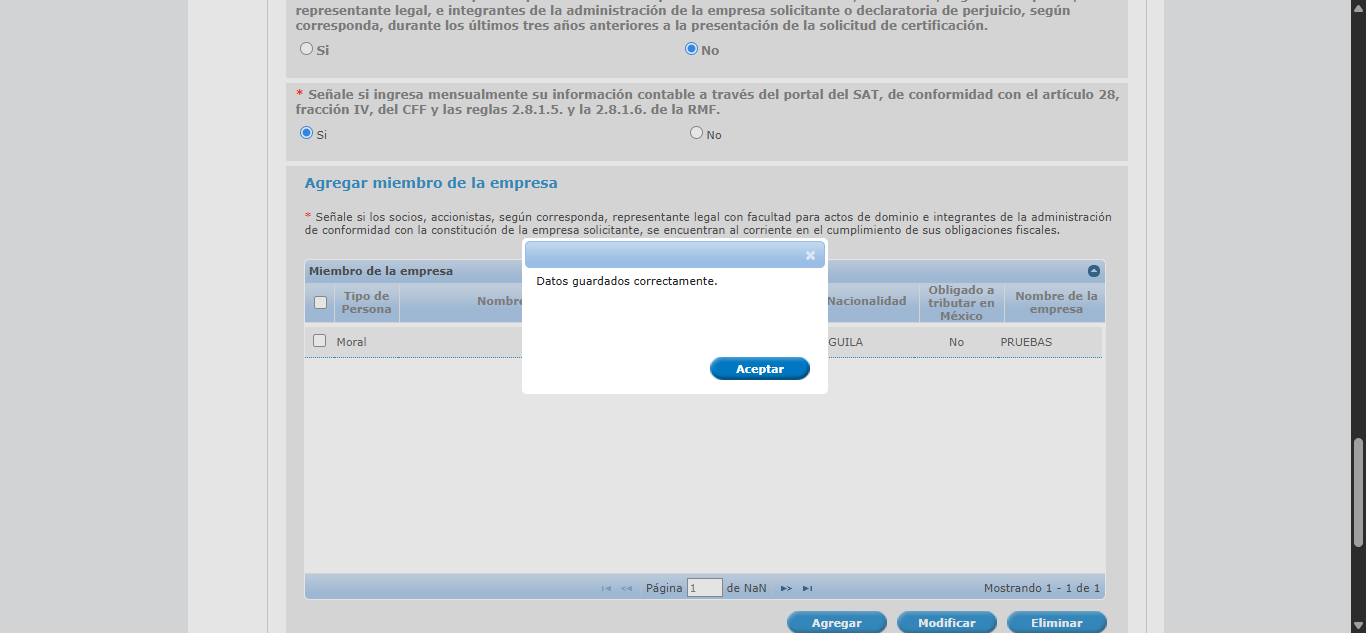 representante legal, e integrantes de la administración de la empresa solicitante o declaratoria de perjuicio, según
corresponda, durante los últimos tres años anteriores a la presentación de la solicitud de certificación.
Si No
* Señale si ingresa mensualmente su información contable a través del portal del SAT, de conformidad con el artículo 28,
fracción IV, del CFF y las reglas 2.8.1.5. y la 2.8.1.6. de la RMF.
Si No
Agregar miembro de la empresa
* Señale si los socios, accionistas, según corresponda, representante legal con facultad para actos de dominio e integrantes de la administración
de conformidad con la constitución de la empresa solicitante, se encuentran al corriente en el cumplimiento de sus obligaciones fiscales.
Miembro de la empresa
Tipo de Persona Nombre Nacionalidad Obligado a tributar en México Nombre de la empresa
Moral GUILA No PRUEBAS
Datos guardados correctamente.
Aceptar
Página 1 de NaN Mostrando 1 - 1 de 1
Agregar Modificar Eliminar